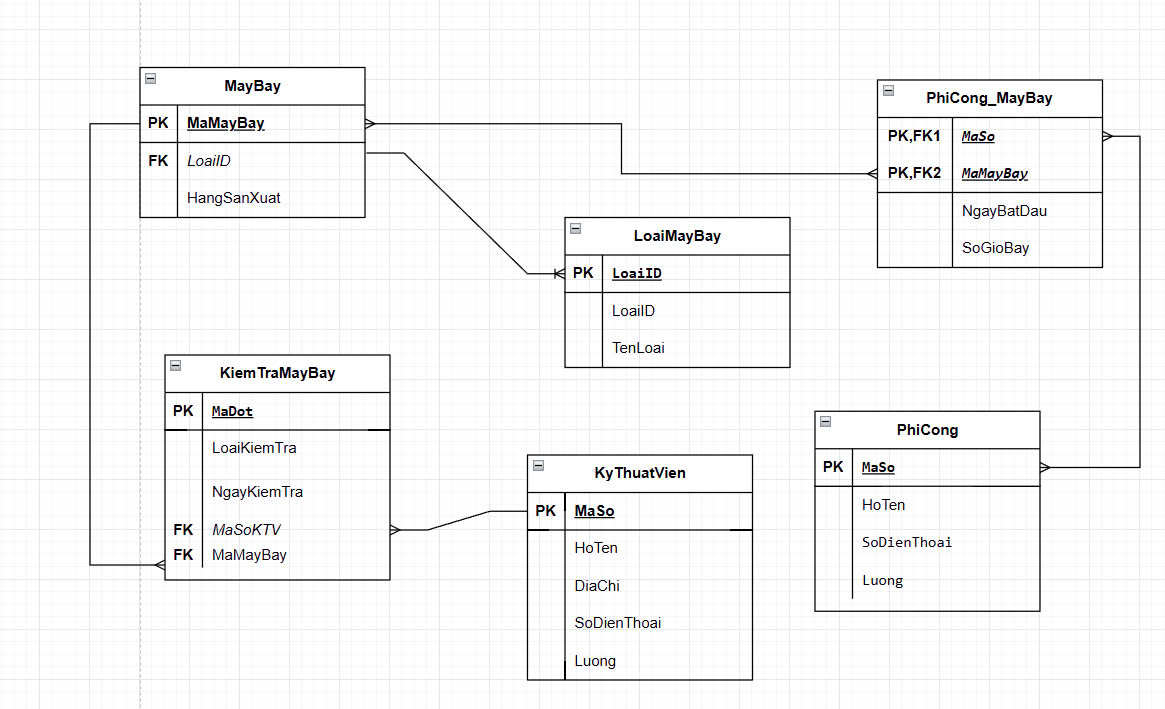 MayBay
PK MaMayBay
FK LoaiID
HangSanXuat
PhiCong_MayBay
PK,FK1 MaSo
PK,FK2 MaMayBay
NgayBatDau
SoGioBay
LoaiMayBay
PK LoaiID
LoaiID
TenLoai
KiemTraMayBay
PK MaDot
LoaiKiemTra
NgayKiemTra
FK MaSoKTV
FK MaMayBay
KyThuatVien
PK MaSo
HoTen
DiaChi
SoDienThoai
Luong
PhiCong
PK MaSo
HoTen
SoDienThoai
Luong